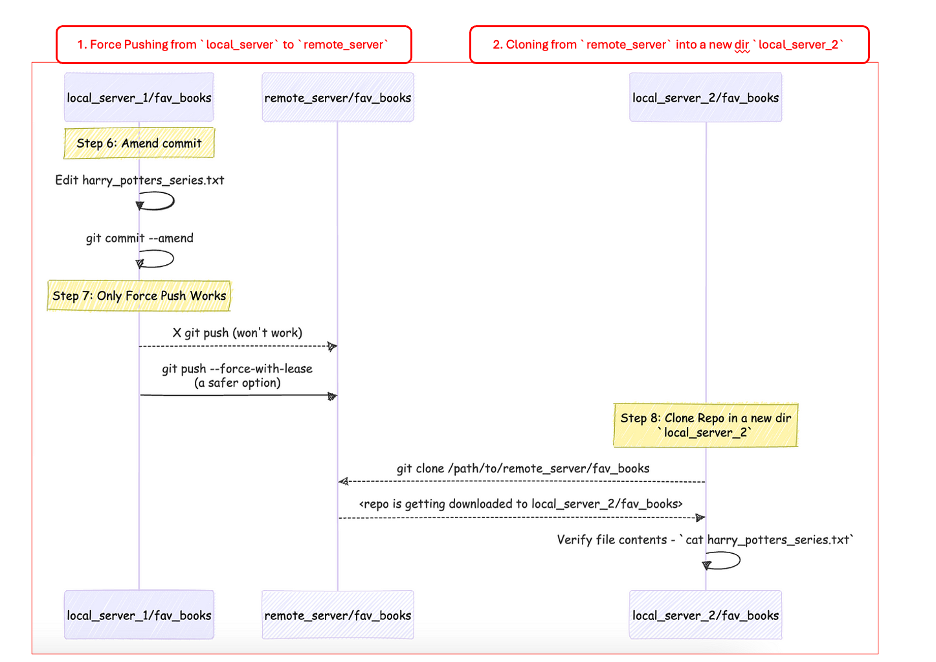 1. Force Pushing from `local_server` to `remote_server`
2. Cloning from `remote_server` into a new dir `local_server_2`
local_server_1/fav_books
remote_server/fav_books
local_server_2/fav_books
Step 6: Amend commit
Edit harry_potters_series.txt
git commit --amend
Step 7: Only Force Push Works
X git push (won't work)
git push --force-with-lease
(a safer option)
Step 8: Clone Repo in a new dir
`local_server_2`
git clone /path/to/remote_server/fav_books
<repo is getting downloaded to local_server_2/fav_books>
Verify file contents - `cat harry_potters_series.txt`
local_server_1/fav_books
remote_server/fav_books
local_server_2/fav_books